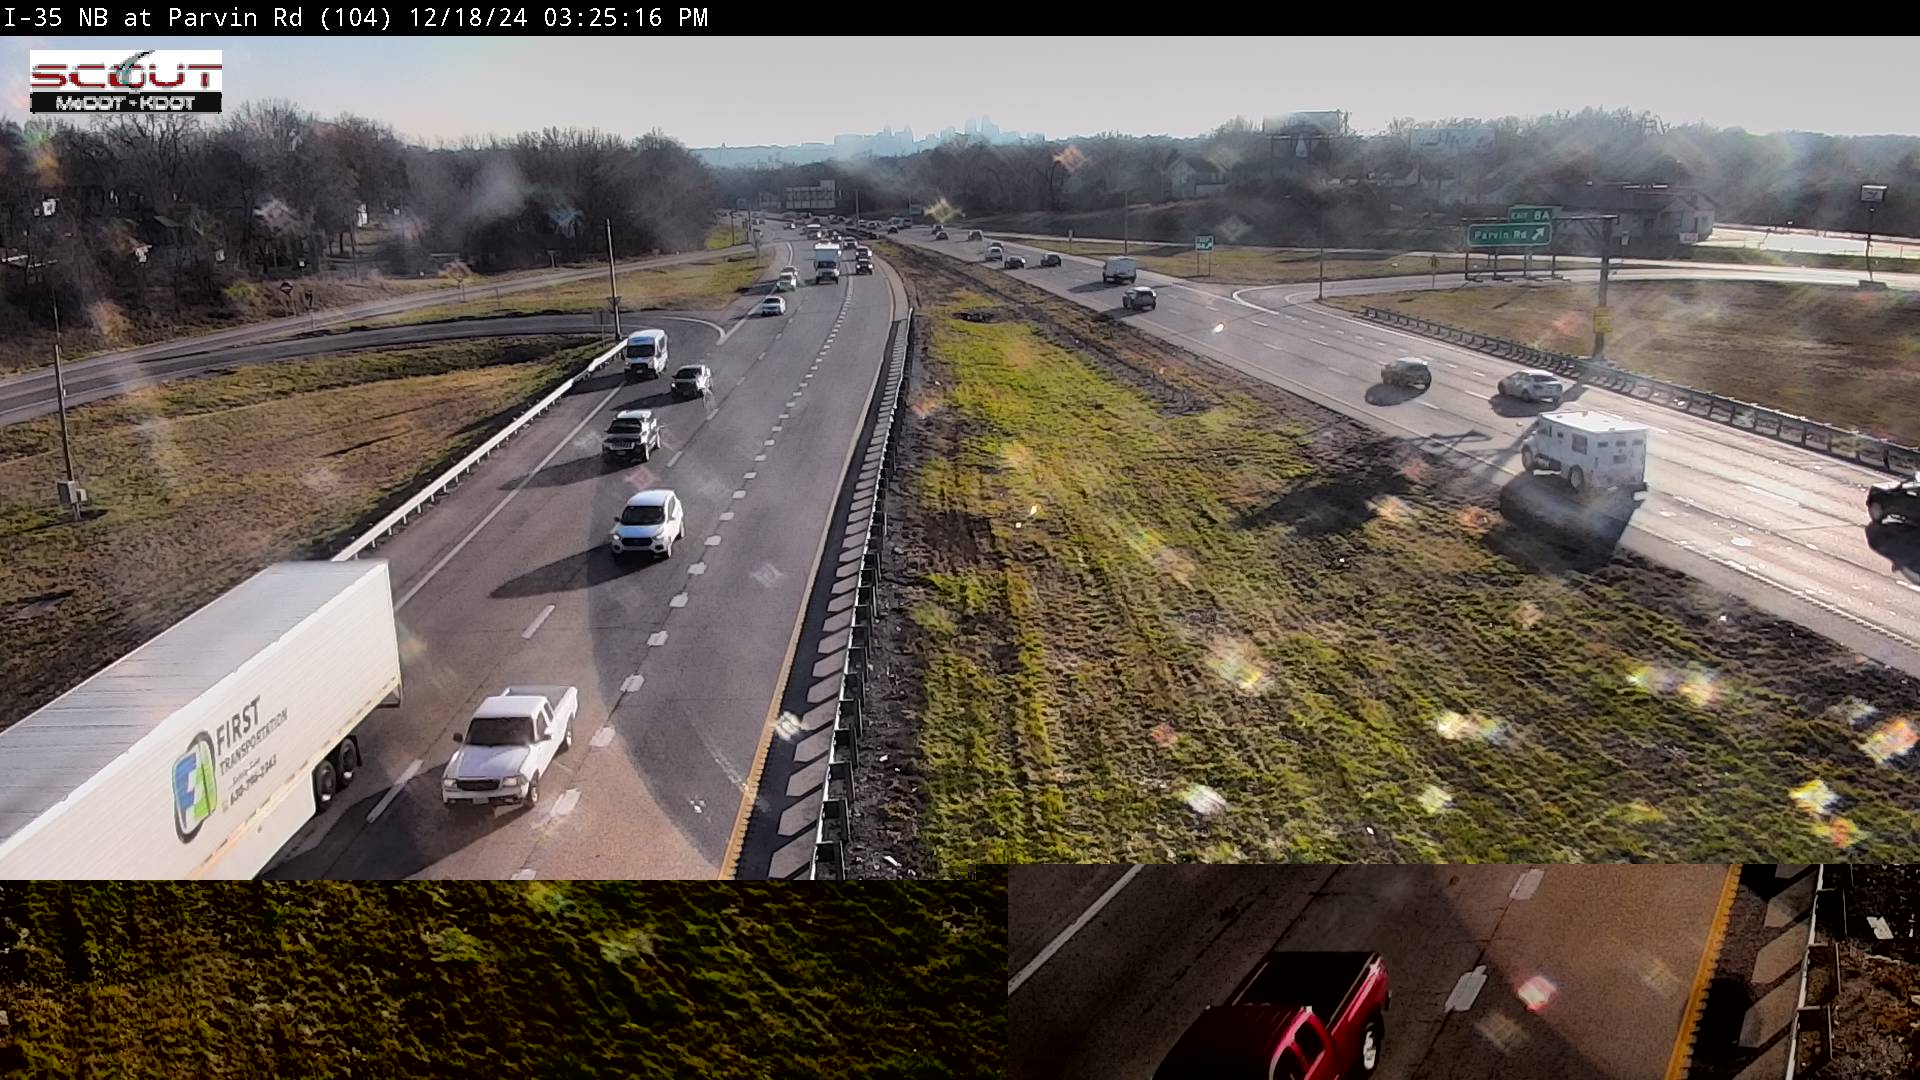 I-35 NB at Parvin Rd (104) 12/18/24 03:25:16 PM
SCOUT
MoDOT - KDOT
EXIT 8A
Parvin Rd
FIRST
TRANSPORTATION